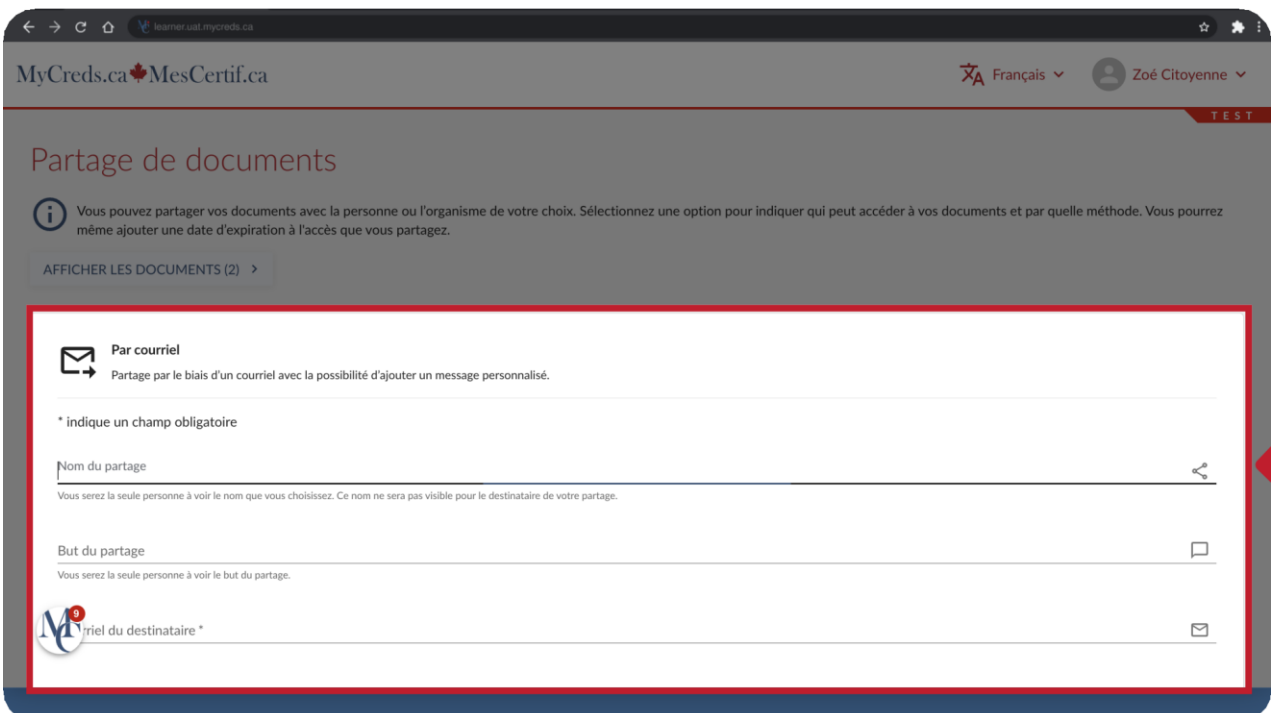 learner.uat.mycreds.ca
MyCreds.ca MesCertif.ca
Français
Zoé Citoyenne
TEST
Partage de documents
Vous pouvez partager vos documents avec la personne ou l'organisme de votre choix. Sélectionnez une option pour indiquer qui peut accéder à vos documents et par quelle méthode. Vous pourrez
même ajouter une date d'expiration à l'accès que vous partagez.
AFFICHER LES DOCUMENTS (2)
Par courriel
Partage par le biais d'un courriel avec la possibilité d'ajouter un message personnalisé.
* indique un champ obligatoire
Nom du partage
Vous serez la seule personne à voir le nom que vous choisissez. Ce nom ne sera pas visible pour le destinataire de votre partage.
But du partage
Vous serez la seule personne à voir le but du partage.
MC 9
rriel du destinataire *